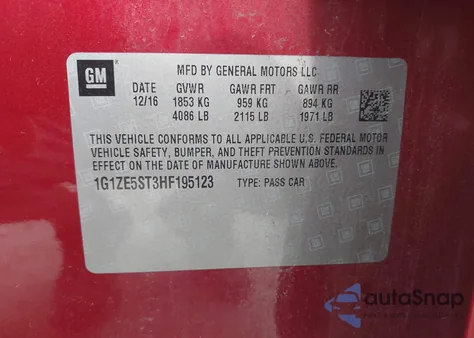 GM
MFD BY GENERAL MOTORS LLC
DATE GVWR GAWR FRT GAWR RR
12/16 1853 KG 959 KG 894 KG
4086 LB 2115 LB 1971 LB
THIS VEHICLE CONFORMS TO ALL APPLICABLE U.S. FEDERAL MOTOR
VEHICLE SAFETY, BUMPER, AND THEFT PREVENTION STANDARDS IN
EFFECT ON THE DATE OF MANUFACTURE SHOWN ABOVE.
1G1ZE5ST3HF195123 TYPE: PASS CAR
autoSnap